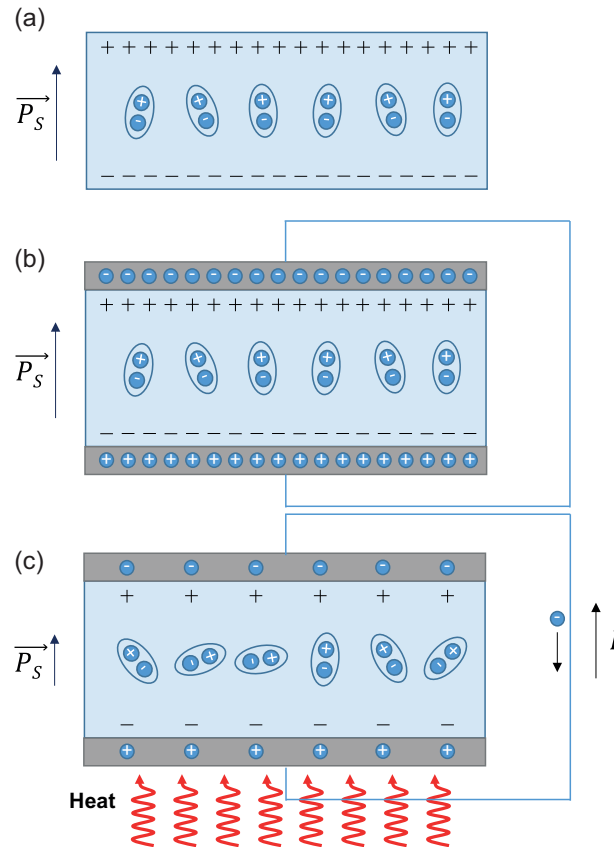 (a)
+ + + + + + + + + + + + + + + + + +
+ + + + + +
P_S
- - - - - -
— — — — — — — — — — — — — — — — —
(b)
- - - - - - - - - - - - - - - - - -
+ + + + + + + + + + + + + + + + + +
+ + + + + +
P_S
- - - - - -
— — — — — — — — — — — — — — — — —
+ + + + + + + + + + + + + + + + + +
(c)
- - - - - -
+ + + + + +
+ + + + + +
P_S
- - - - - -
-
— — — — — —
+ + + + + +
Heat